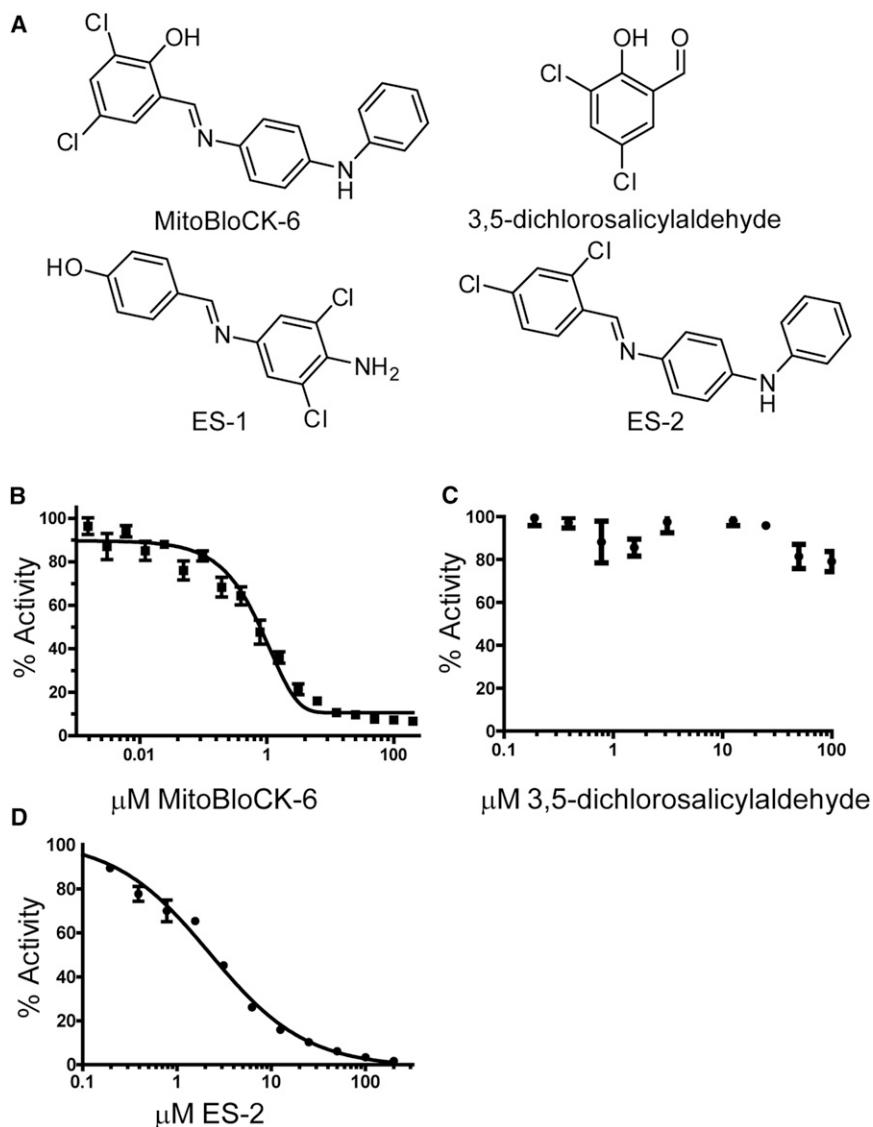 A
Cl
OH
Cl
N
N
H
MitoBloCK-6
OH
O
Cl
Cl
3,5-dichlorosalicylaldehyde
HO
Cl
N
NH2
Cl
ES-1
Cl
Cl
N
N
H
ES-2
B
% Activity
100
80
60
40
20
0
0.01
1
100
μM MitoBloCK-6
C
% Activity
100
80
60
40
20
0
0.1
1
10
100
μM 3,5-dichlorosalicylaldehyde
D
% Activity
100
80
60
40
20
0
0.1
1
10
100
μM ES-2